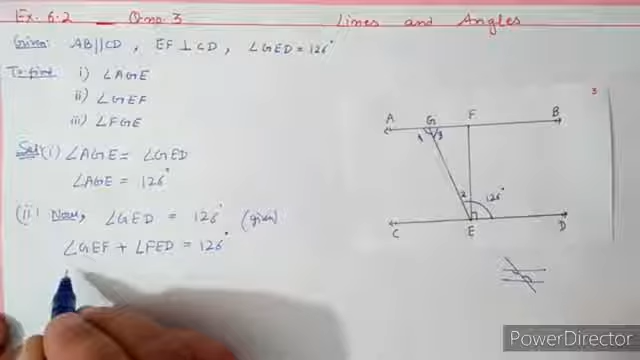 Ex. 6.2 Q no. 3 Lines and Angles
Given: AB||CD , EF ⊥ CD , ∠GED = 126°
To find i) ∠AGE
ii) ∠GEF
iii) ∠FGE
Sol: (i) ∠AGE = ∠GED
∠AGE = 126°
(ii) Now, ∠GED = 126° (given)
∠GEF + ∠FED = 126°
3
A G F B
1 3
2 126°
C E D
PowerDirector